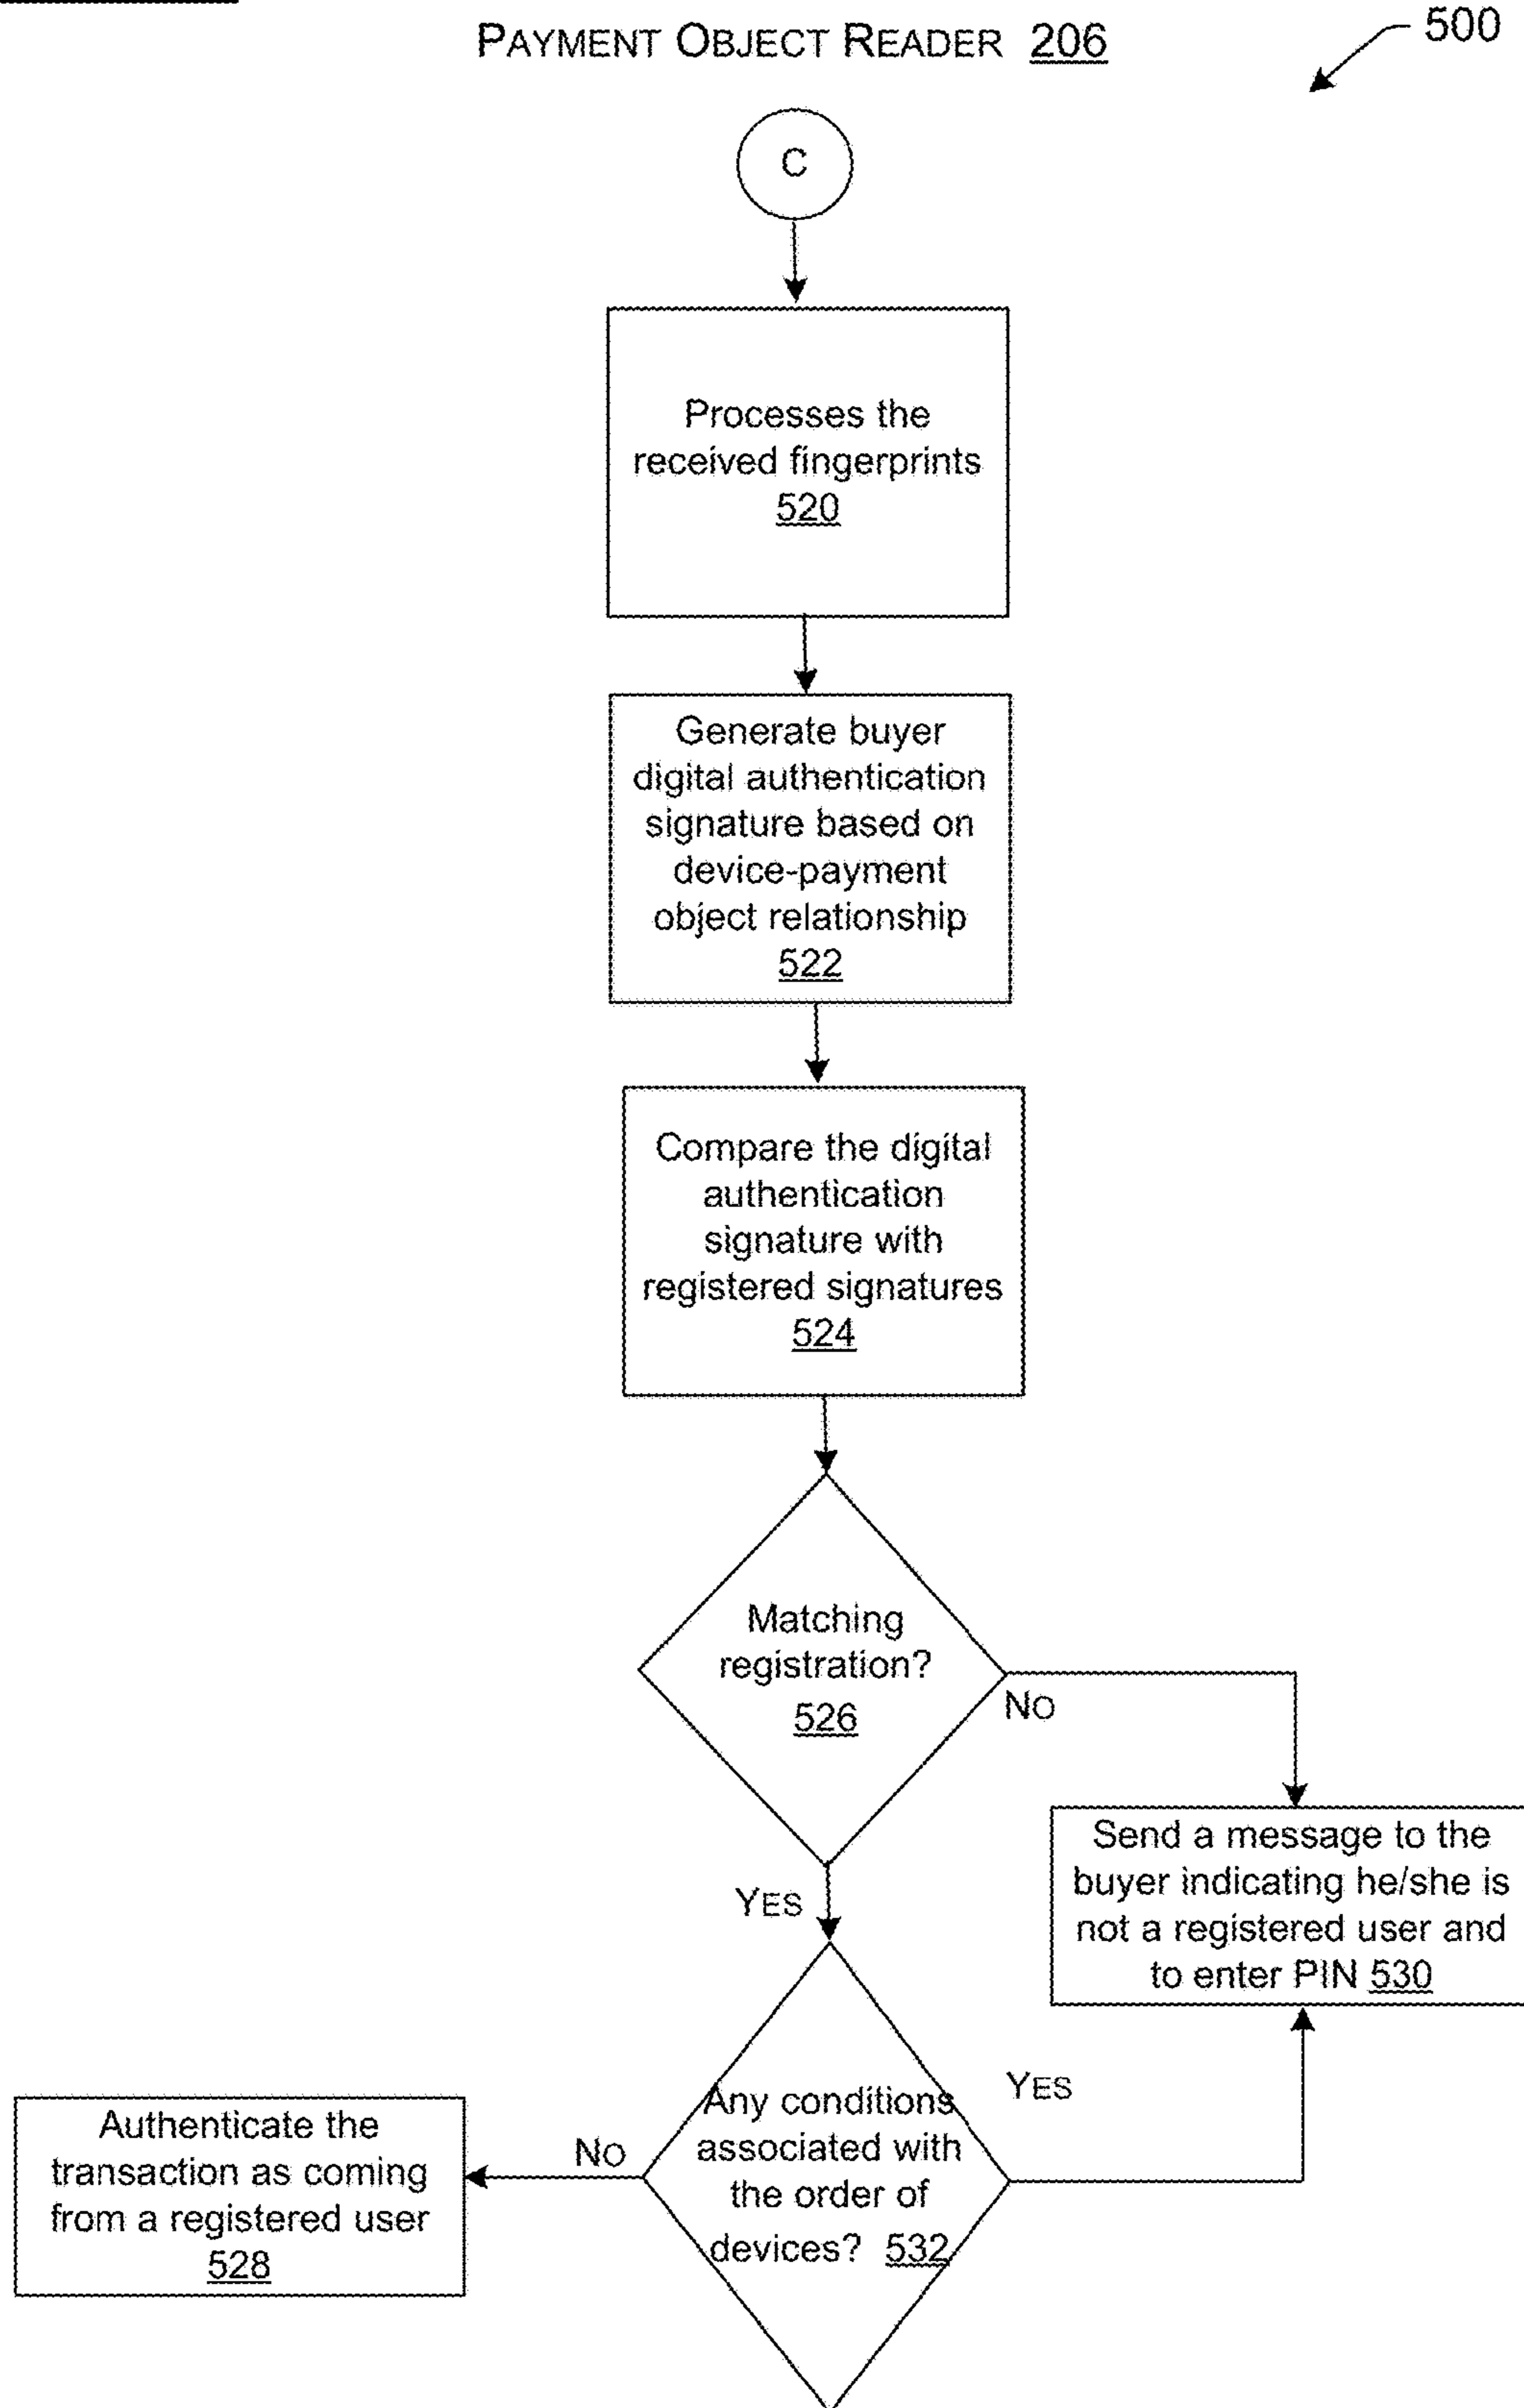 PAYMENT OBJECT READER 206
500
C
Processes the
received fingerprints
520
Generate buyer
digital authentication
signature based on
device-payment
object relationship
522
Compare the digital
authentication
signature with
registered signatures
524
Matching
registration?
526
NO
YES
Send a message to the
buyer indicating he/she is
not a registered user and
to enter PIN 530
YES
Any conditions
associated with
the order of
devices? 532
NO
Authenticate the
transaction as coming
from a registered user
528